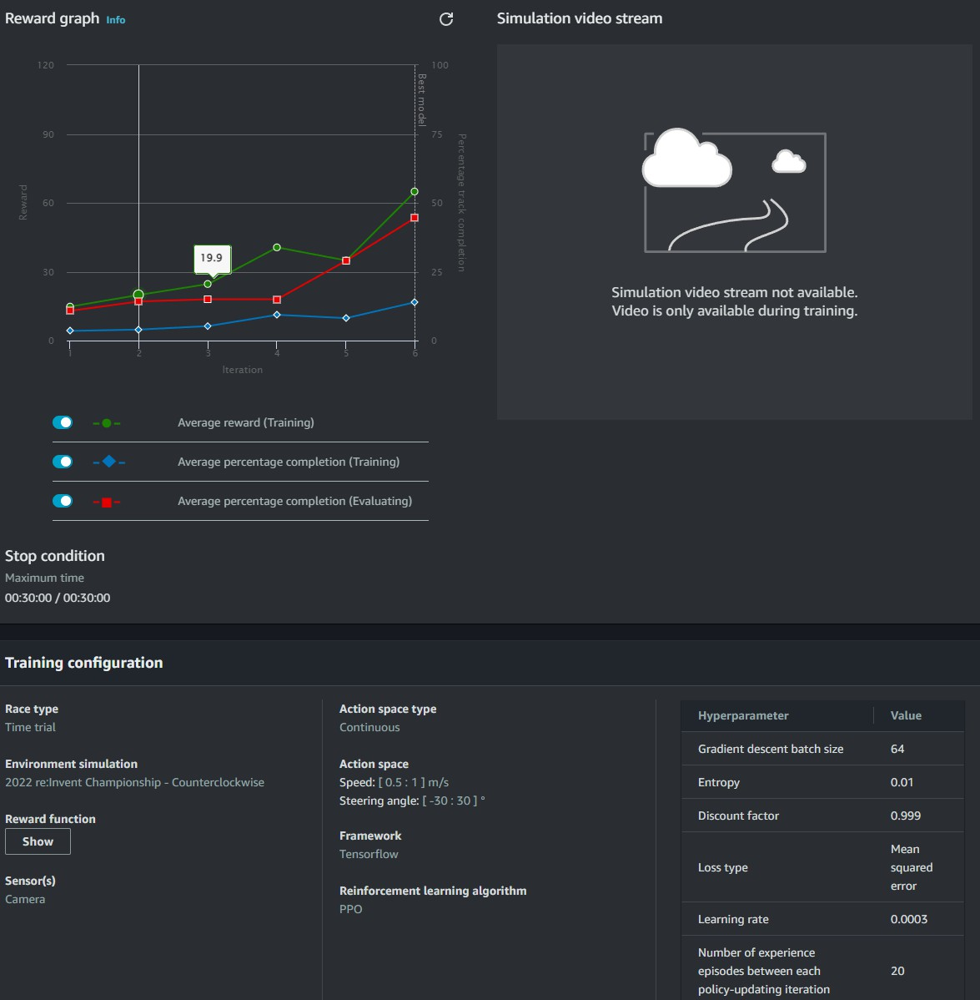 Reward graph Info
Simulation video stream
120
90
60
30
0
Reward
100
75
50
25
0
Percentage track completion
Best model
19.9
1 2 3 4 5 6
Iteration
Average reward (Training)
Average percentage completion (Training)
Average percentage completion (Evaluating)
Simulation video stream not available.
Video is only available during training.
Stop condition
Maximum time
00:30:00 / 00:30:00
Training configuration
Race type
Time trial
Environment simulation
2022 re:Invent Championship - Counterclockwise
Reward function
Show
Sensor(s)
Camera
Action space type
Continuous
Action space
Speed: [ 0.5 : 1 ] m/s
Steering angle: [ -30 : 30 ] °
Framework
Tensorflow
Reinforcement learning algorithm
PPO
Hyperparameter Value
Gradient descent batch size 64
Entropy 0.01
Discount factor 0.999
Loss type
Mean
squared
error
Learning rate 0.0003
Number of experience
episodes between each
policy-updating iteration
20